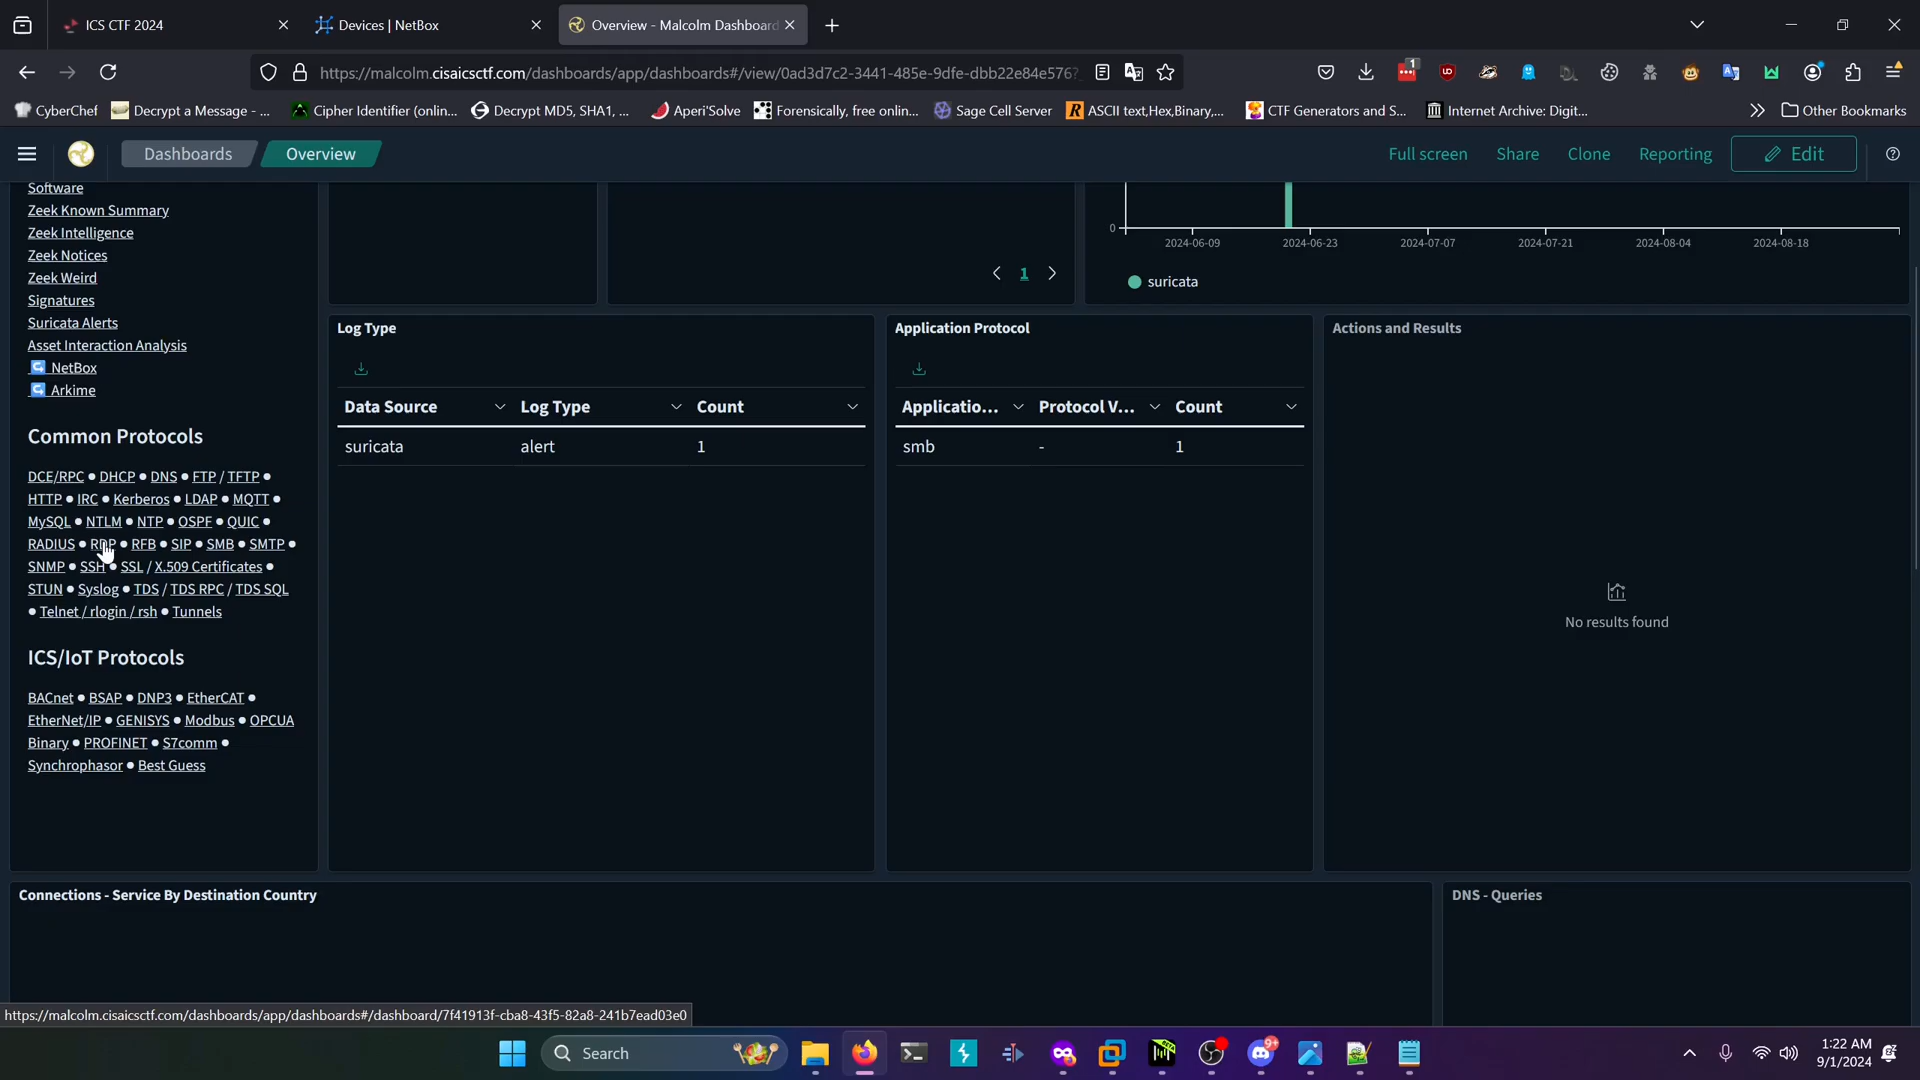 ICS CTF 2024
Devices | NetBox
Overview - Malcolm Dashboard
https://malcolm.cisaicsctf.com/dashboards/app/dashboards#/view/0ad3d7c2-3441-485e-9dfe-dbb22e84e576?
1
CyberChef
Decrypt a Message - ...
Cipher Identifier (onlin...
Decrypt MD5, SHA1, ...
Aperi'Solve
Forensically, free onlin...
Sage Cell Server
ASCII text,Hex,Binary,...
CTF Generators and S...
Internet Archive: Digit...
Other Bookmarks
Dashboards
Overview
Full screen
Share
Clone
Reporting
Edit
Software
Zeek Known Summary
Zeek Intelligence
Zeek Notices
Zeek Weird
Signatures
Suricata Alerts
Asset Interaction Analysis
NetBox
Arkime
Common Protocols
DCE/RPC ● DHCP ● DNS ● FTP / TFTP ●
HTTP ● IRC ● Kerberos ● LDAP ● MQTT ●
MySQL ● NTLM ● NTP ● OSPF ● QUIC ●
RADIUS ● RDP ● RFB ● SIP ● SMB ● SMTP ●
SNMP ● SSH ● SSL / X.509 Certificates ●
STUN ● Syslog ● TDS / TDS RPC / TDS SQL
● Telnet / rlogin / rsh ● Tunnels
ICS/IoT Protocols
BACnet ● BSAP ● DNP3 ● EtherCAT ●
EtherNet/IP ● GENISYS ● Modbus ● OPCUA
Binary ● PROFINET ● S7comm ●
Synchrophasor ● Best Guess
1
0
2024-06-09 2024-06-23 2024-07-07 2024-07-21 2024-08-04 2024-08-18
suricata
Log Type
Data Source Log Type Count
suricata alert 1
Application Protocol
Applicatio... Protocol V... Count
smb - 1
Actions and Results
No results found
Connections - Service By Destination Country
DNS - Queries
https://malcolm.cisaicsctf.com/dashboards/app/dashboards#/dashboard/7f41913f-cba8-43f5-82a8-241b7ead03e0
Search
9+
1:22 AM
9/1/2024